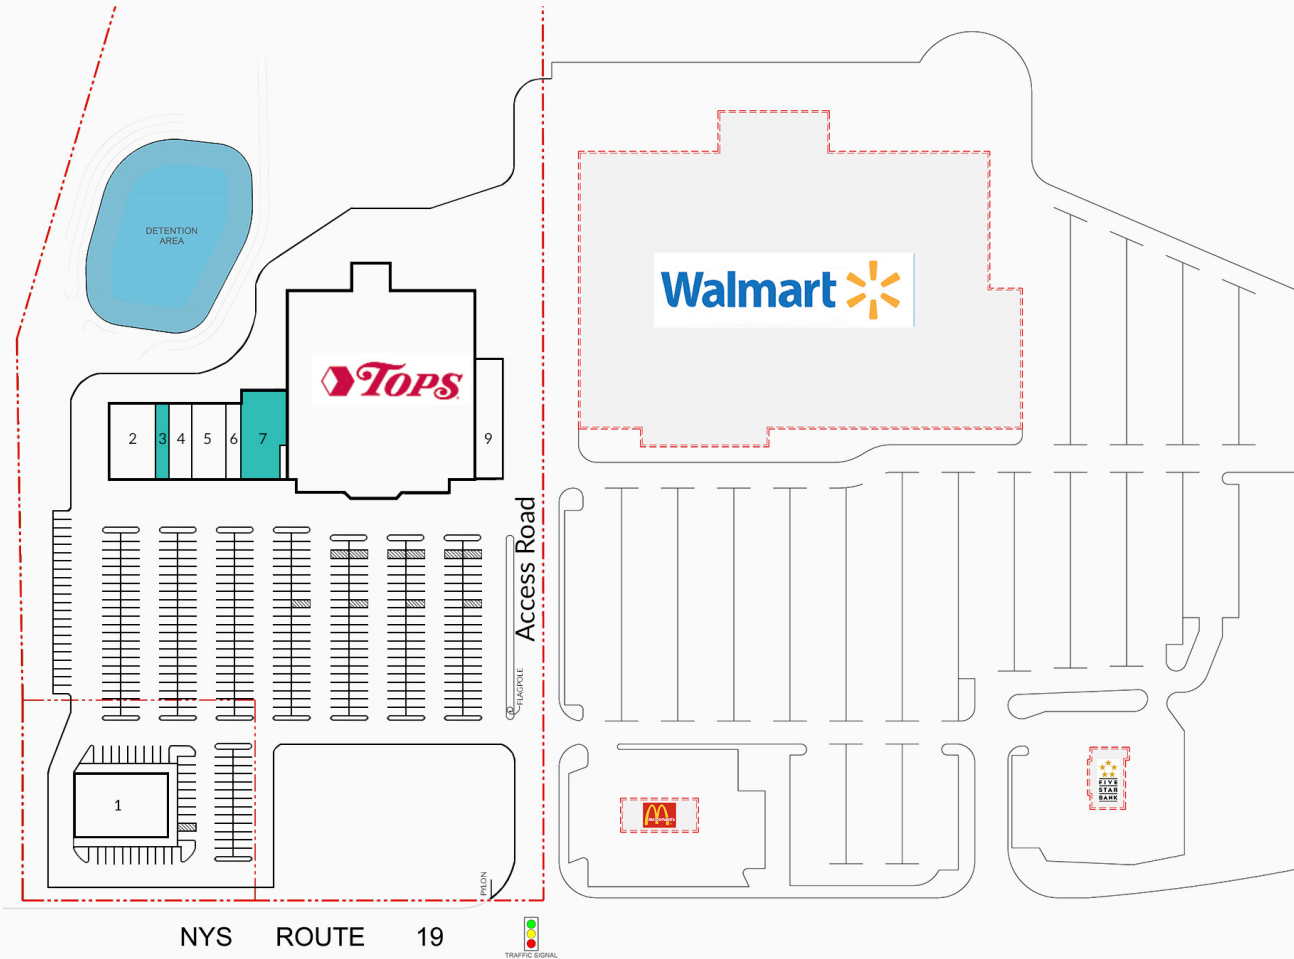 DETENTION
AREA
Walmart
TOPS
2
3
4
5
6
7
9
Access Road
FLAGPOLE
1
McDonald's
FIVE
STAR
BANK
PYLON
NYS ROUTE 19
TRAFFIC SIGNAL